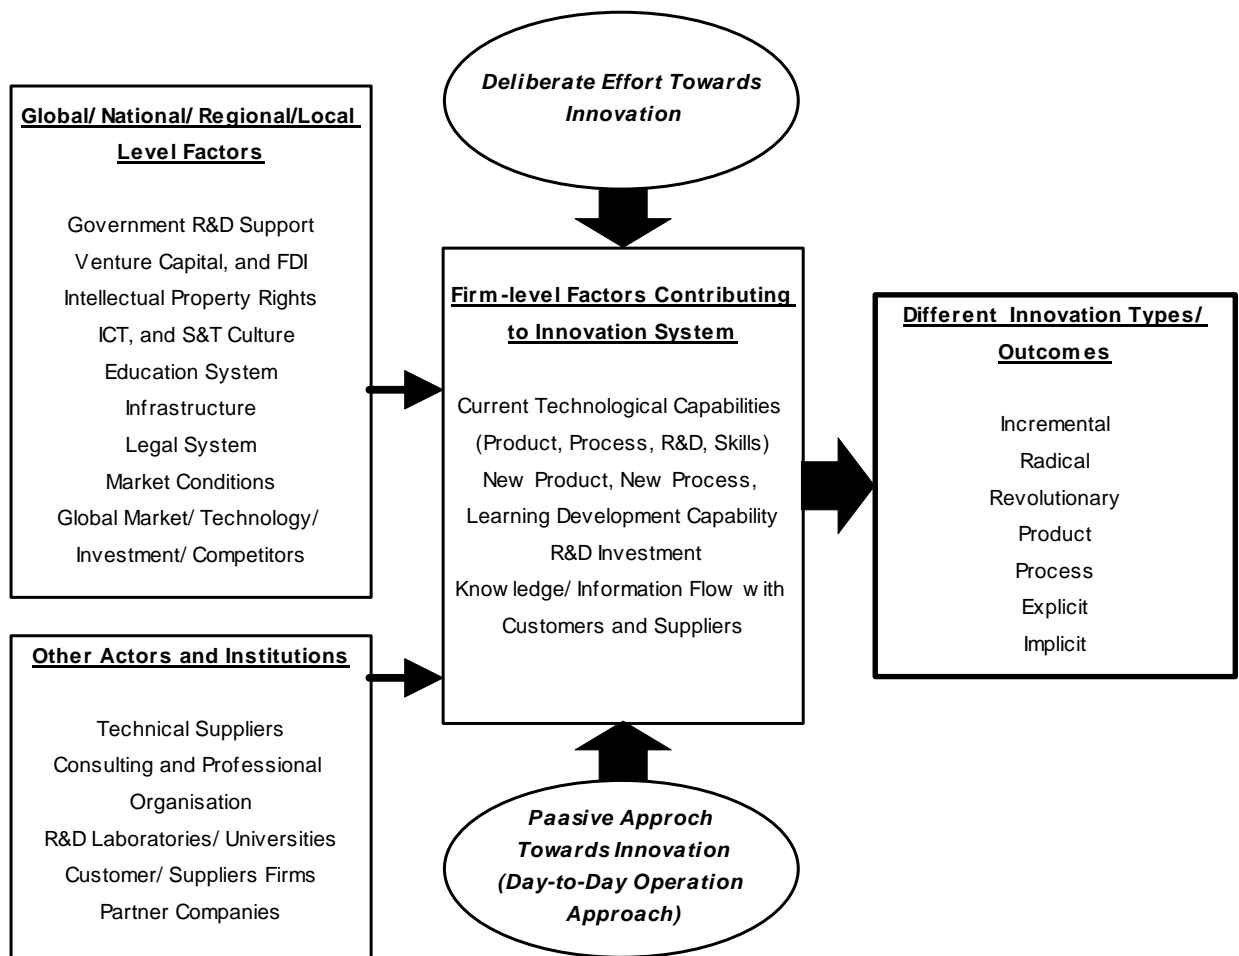 Deliberate Effort Towards
Innovation
Global/ National/ Regional/Local
Level Factors
Government R&D Support
Venture Capital, and FDI
Intellectual Property Rights
ICT, and S&T Culture
Education System
Infrastructure
Legal System
Market Conditions
Global Market/ Technology/
Investment/ Competitors
Other Actors and Institutions
Technical Suppliers
Consulting and Professional
Organisation
R&D Laboratories/ Universities
Customer/ Suppliers Firms
Partner Companies
Firm-level Factors Contributing
to Innovation System
Current Technological Capabilities
(Product, Process, R&D, Skills)
New Product, New Process,
Learning Development Capability
R&D Investment
Knowledge/ Information Flow with
Customers and Suppliers
Paasive Approch
Towards Innovation
(Day-to-Day Operation
Approach)
Different Innovation Types/
Outcomes
Incremental
Radical
Revolutionary
Product
Process
Explicit
Implicit